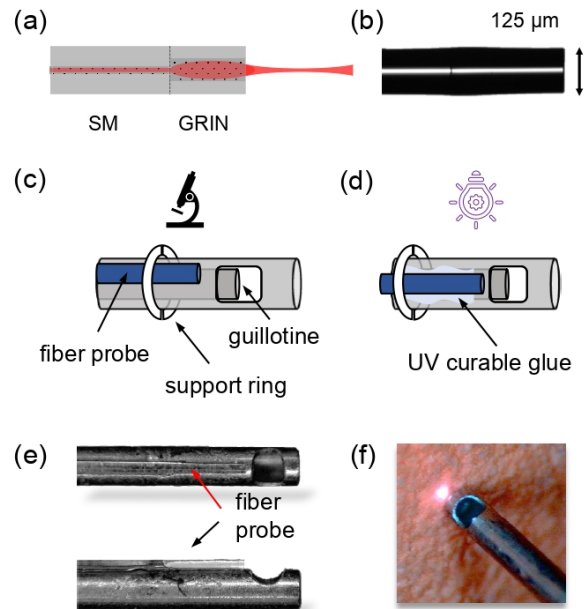 (a)
(b)
125 µm
SM
GRIN
(c)
(d)
fiber probe
guillotine
support ring
UV curable glue
(e)
(f)
fiber
probe